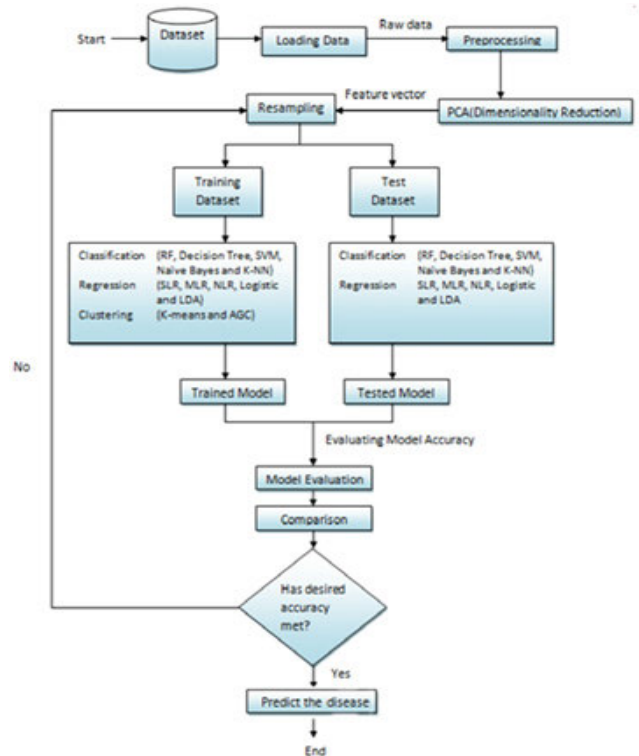 Start
Dataset
Loading Data
Raw data
Preprocessing
Feature vector
PCA(Dimensionality Reduction)
Resampling
Training
Dataset
Test
Dataset
Classification (RF, Decision Tree, SVM,
Naïve Bayes and K-NN)
Regression (SLR, MLR, NLR, Logistic
and LDA)
Clustering (K-means and AGC)
Classification (RF, Decision Tree, SVM,
Naïve Bayes and K-NN)
Regression SLR, MLR, NLR, Logistic
and LDA
No
Trained Model
Tested Model
Evaluating Model Accuracy
Model Evaluation
Comparison
Has desired
accuracy
met?
Yes
Predict the disease
End